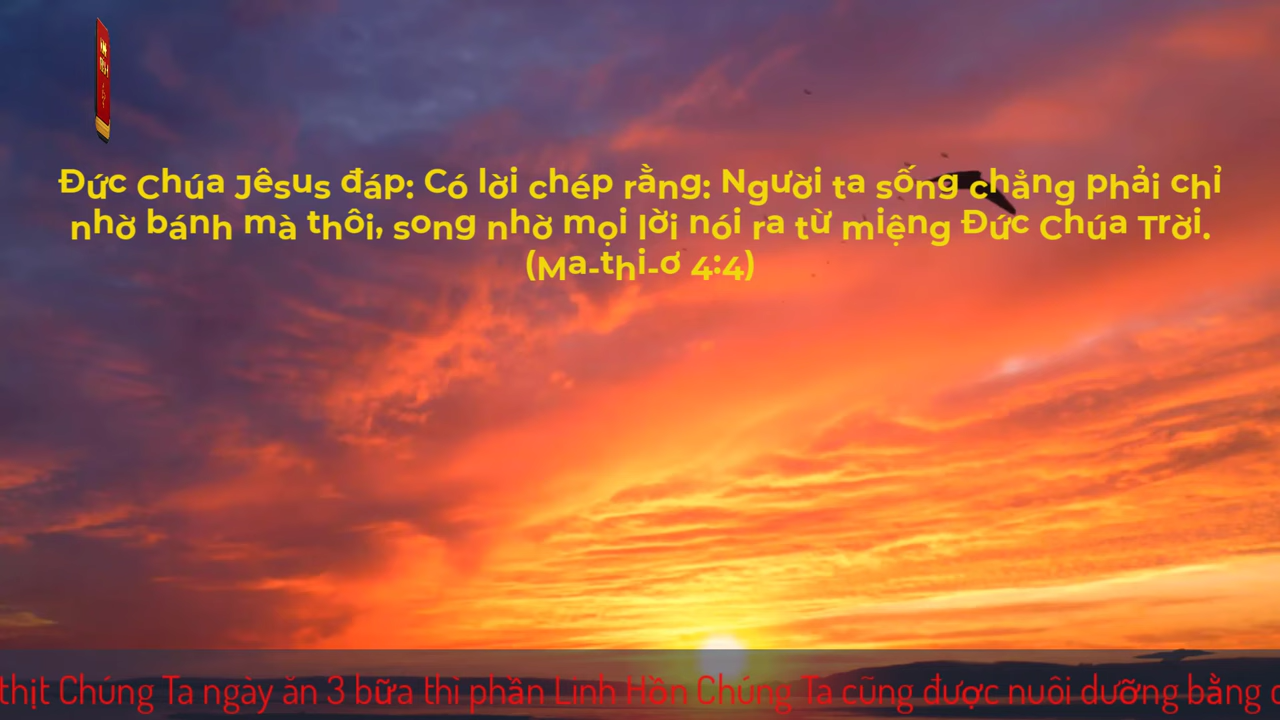 Đức Chúa Jêsus đáp: Có lời chép rằng: Người ta sống chẳng phải chỉ
nhờ bánh mà thôi, song nhờ mọi lời nói ra từ miệng Đức Chúa Trời.
(Ma-thi-ơ 4:4)
thịt Chúng Ta ngày ăn 3 bữa thì phần Linh Hồn Chúng Ta cũng được nuôi dưỡng bằng